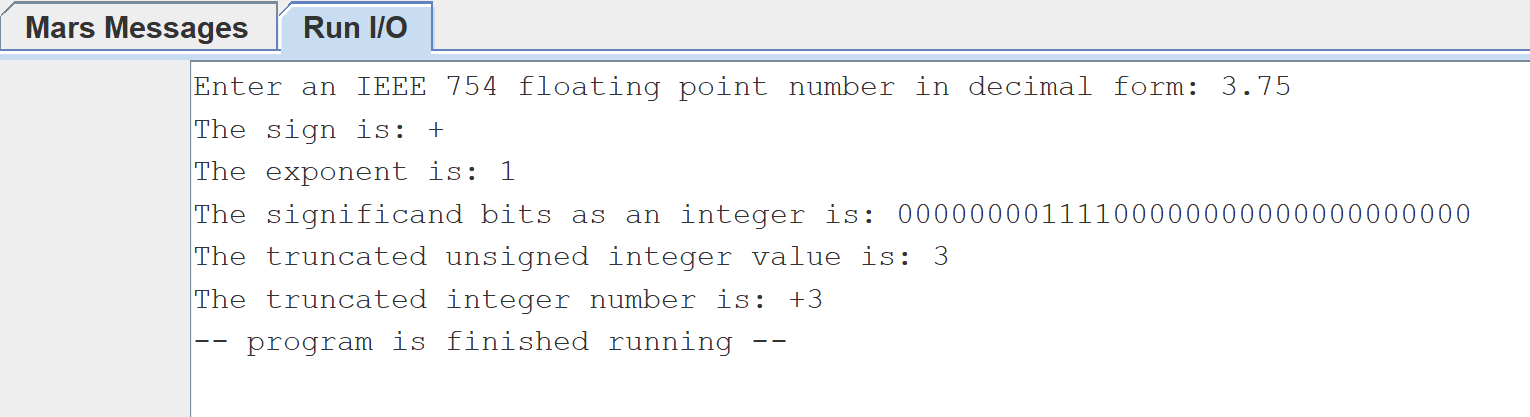 Mars Messages Run I/O
Enter an IEEE 754 floating point number in decimal form: 3.75
The sign is: +
The exponent is: 1
The significand bits as an integer is: 00000000111100000000000000000000
The truncated unsigned integer value is: 3
The truncated integer number is: +3
-- program is finished running --